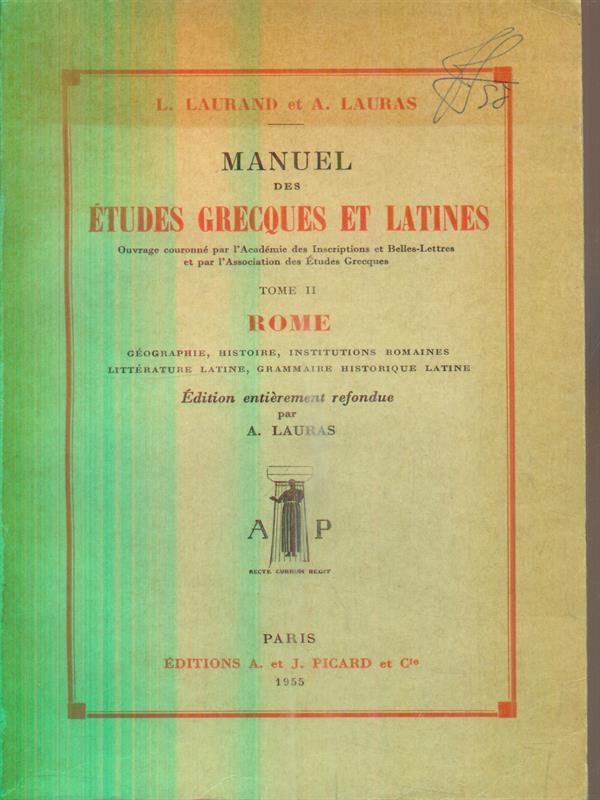 L. LAURAND et A. LAURAS
MANUEL
DES
ÉTUDES GRECQUES ET LATINES
Ouvrage couronné par l'Académie des Inscriptions et Belles-Lettres
et par l'Association des Études Grecques
TOME II
ROME
GÉOGRAPHIE, HISTOIRE, INSTITUTIONS ROMAINES
LITTÉRATURE LATINE, GRAMMAIRE HISTORIQUE LATINE
Édition entièrement refondue
par
A. LAURAS
A P
RECTE CURRUM REGIT
PARIS
ÉDITIONS A. et J. PICARD et Cie
1955